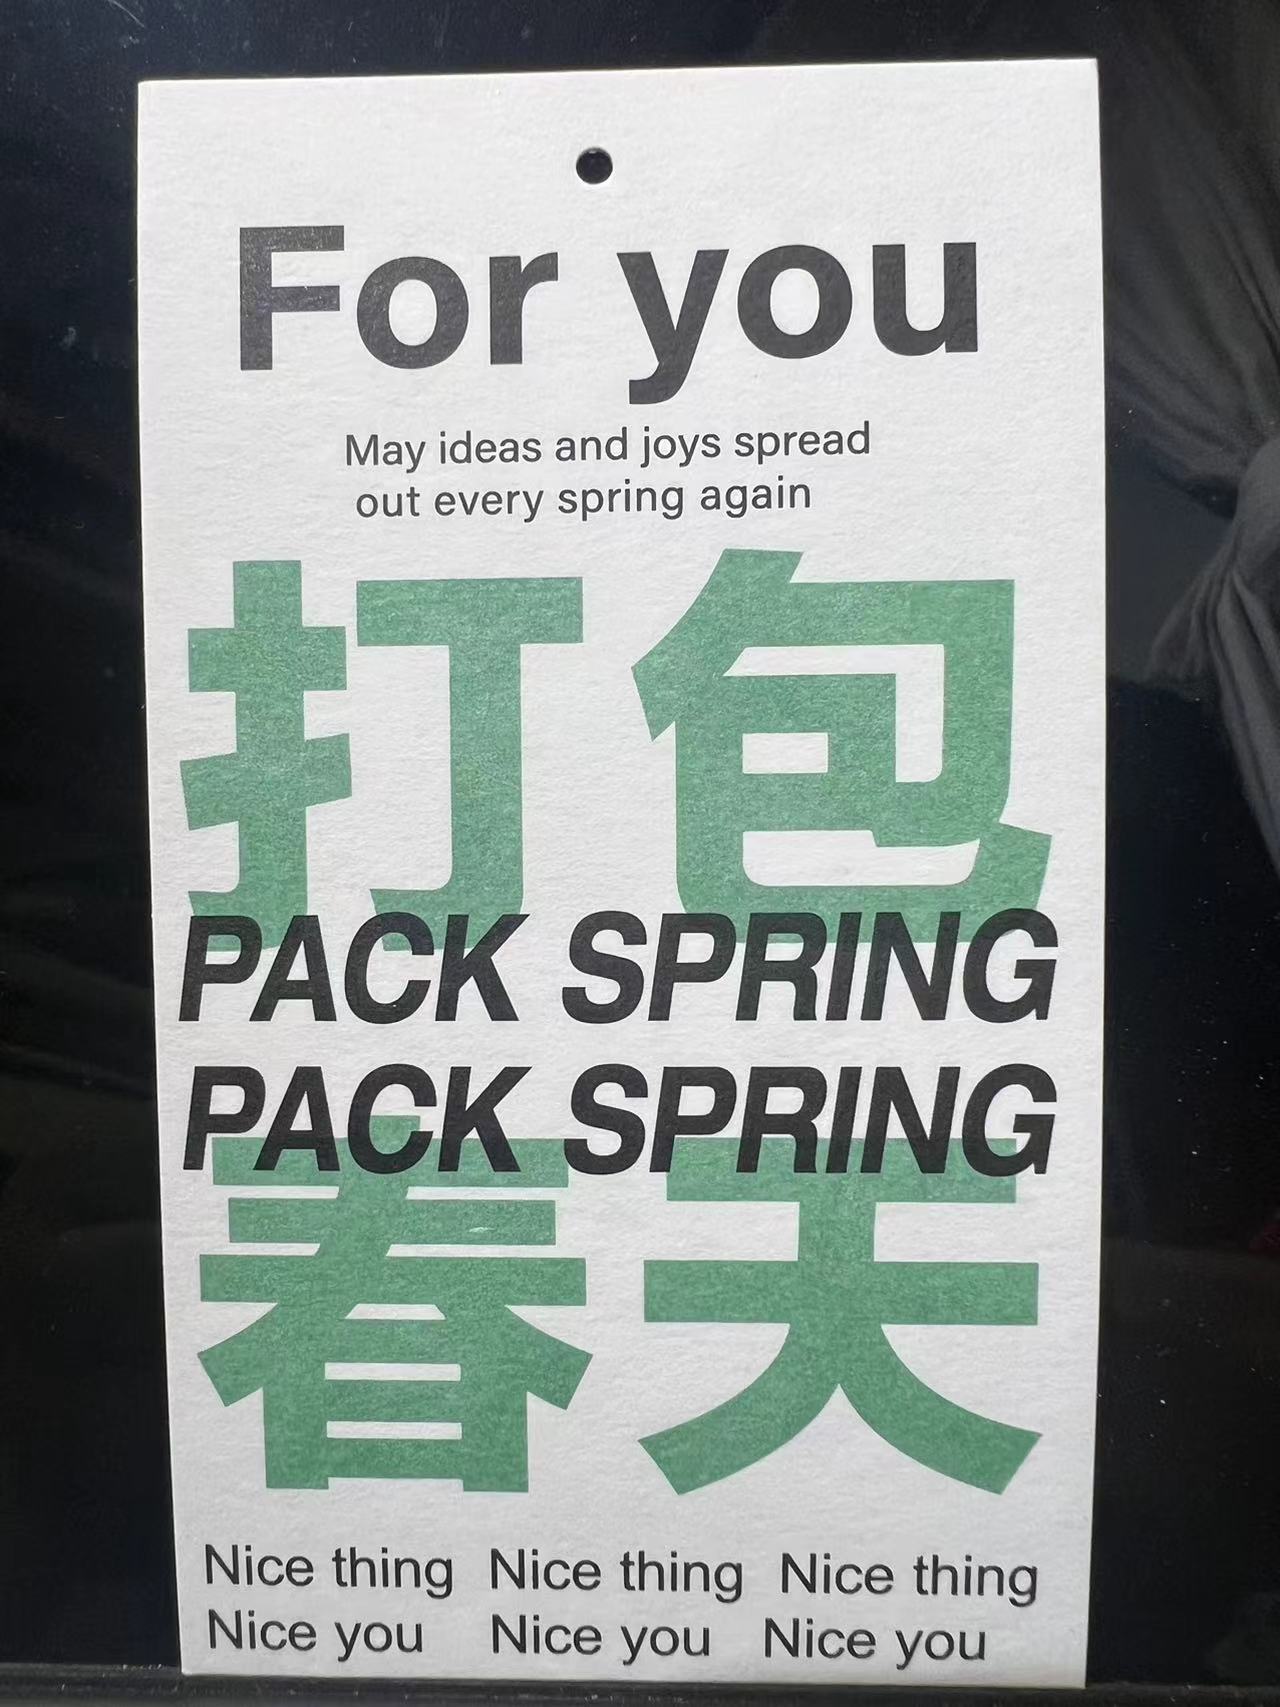 For you
May ideas and joys spread
out every spring again
打包
PACK SPRING
PACK SPRING
春天
Nice thing Nice thing Nice thing
Nice you Nice you Nice you